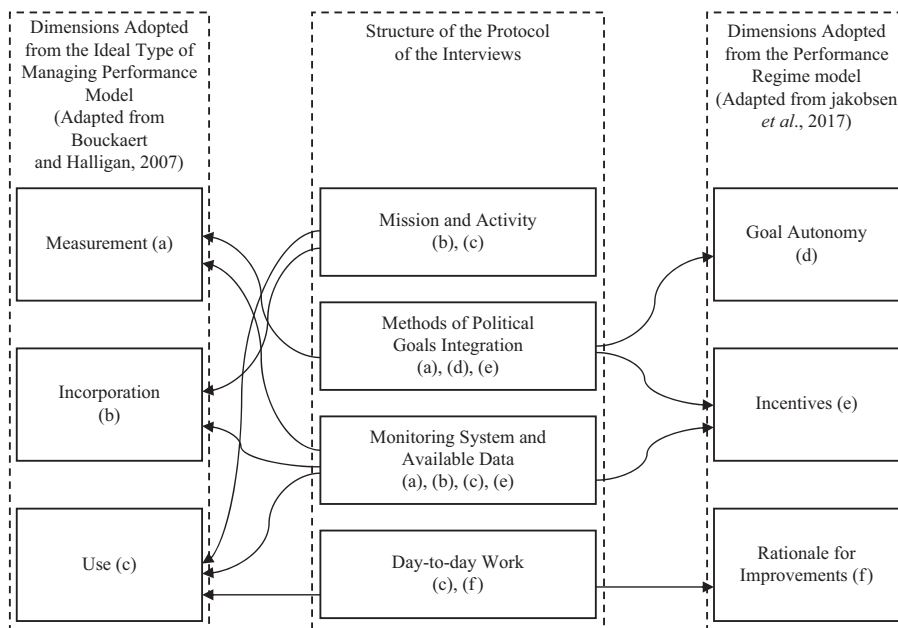 Dimensions Adopted
from the Ideal Type of
Managing Performance
Model
(Adapted from
Bouckaert
and Halligan, 2007)
Measurement (a)
Incorporation
(b)
Use (c)
Structure of the Protocol
of the Interviews
Mission and Activity
(b), (c)
Methods of Political
Goals Integration
(a), (d), (e)
Monitoring System and
Available Data
(a), (b), (c), (e)
Day-to-day Work
(c), (f)
Dimensions Adopted
from the Performance
Regime model
(Adapted from jakobsen
et al., 2017)
Goal Autonomy
(d)
Incentives (e)
Rationale for
Improvements (f)